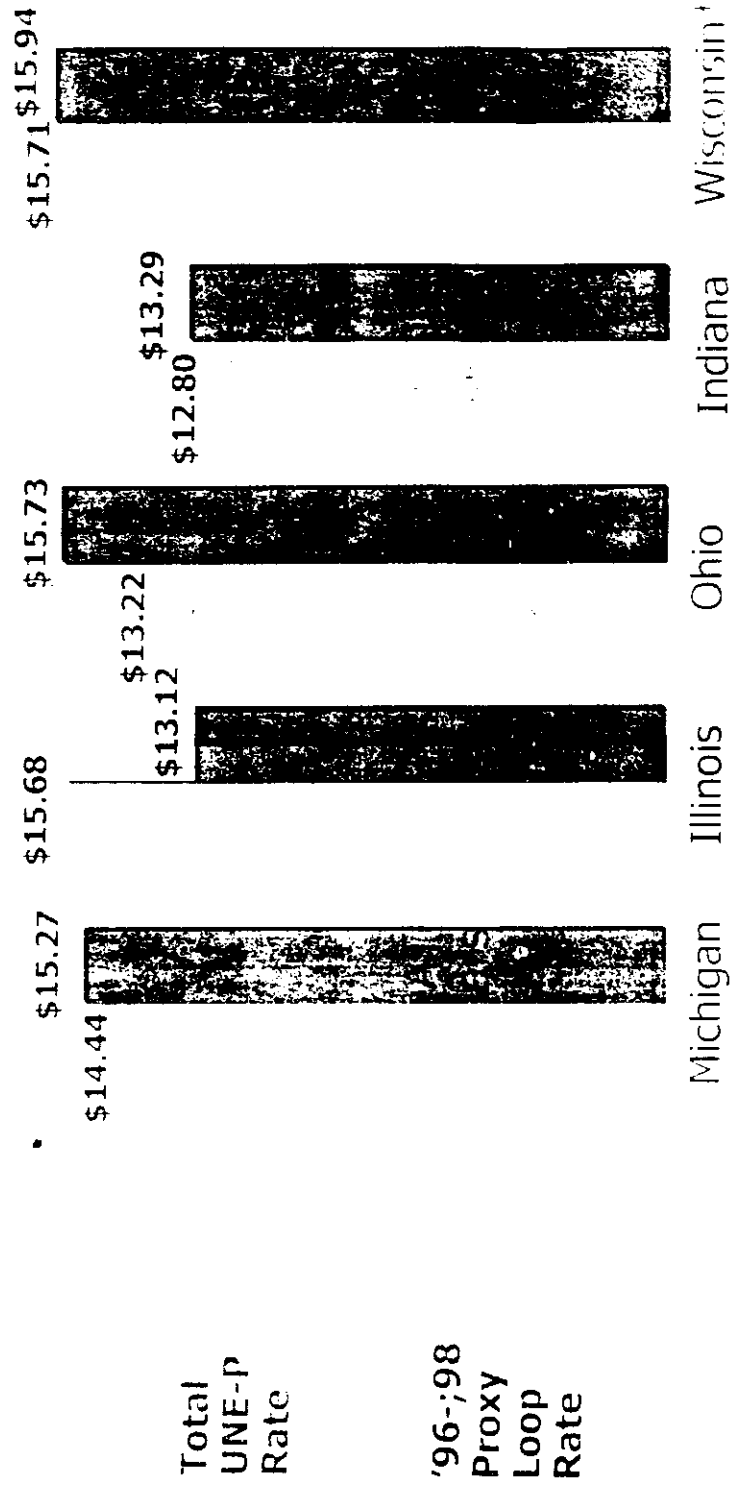 Total
UNE-P
Rate
'96-;98
Proxy
Loop
Rate
$14.44 $15.27
$15.68 $13.12
$13.22 $15.73
$12.80 $13.29
$15.71 $15.94
Michigan Illinois Ohio Indiana Wisconsin